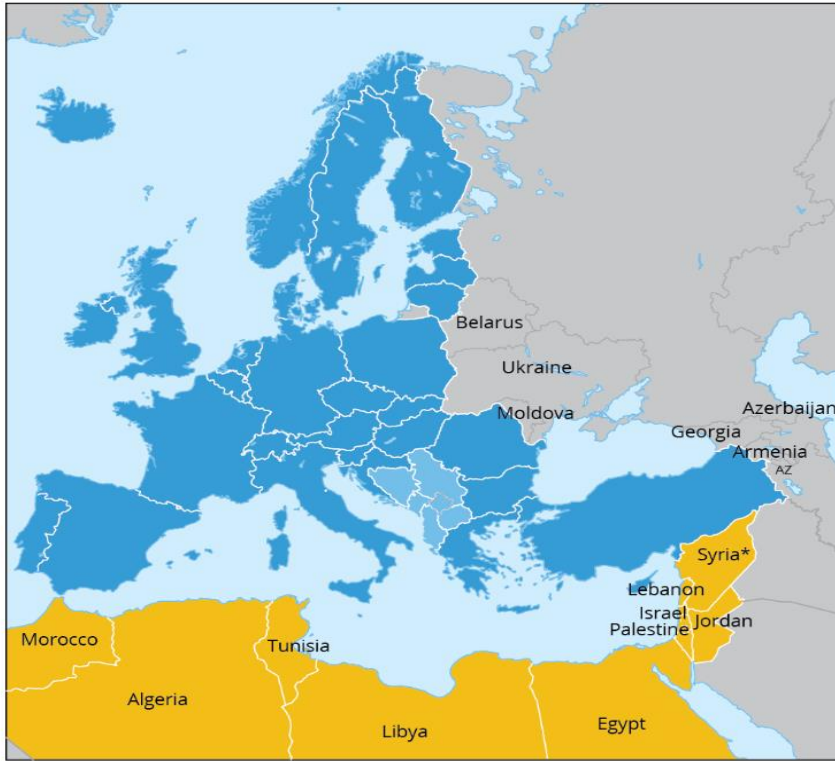 Belarus
Ukraine
Moldova
Azerbaijan
Georgia
Armenia
AZ
Syria*
Lebanon
Israel
Palestine
Jordan
Morocco
Tunisia
Algeria
Libya
Egypt